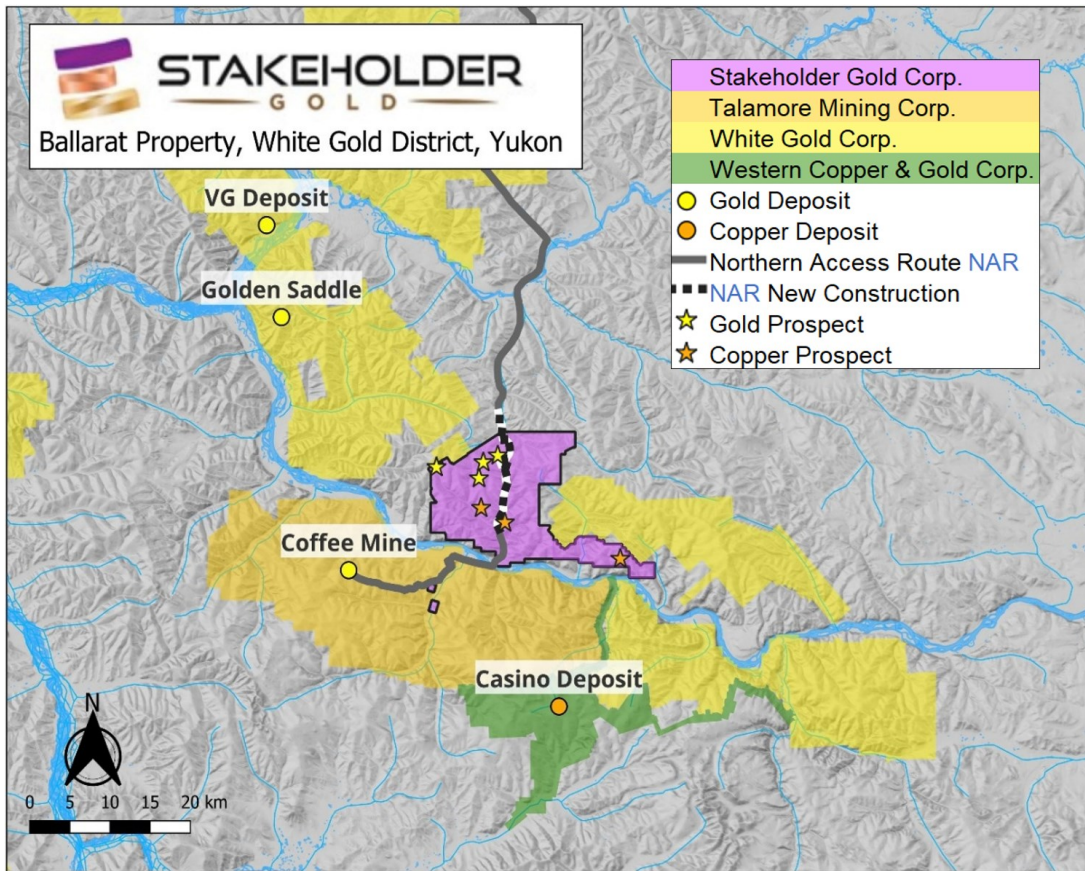 STAKEHOLDER
GOLD
Ballarat Property, White Gold District, Yukon
Stakeholder Gold Corp.
Talamore Mining Corp.
White Gold Corp.
Western Copper & Gold Corp.
Gold Deposit
Copper Deposit
Northern Access Route NAR
NAR New Construction
Gold Prospect
Copper Prospect
VG Deposit
Golden Saddle
Coffee Mine
Casino Deposit
N
0 5 10 15 20 km